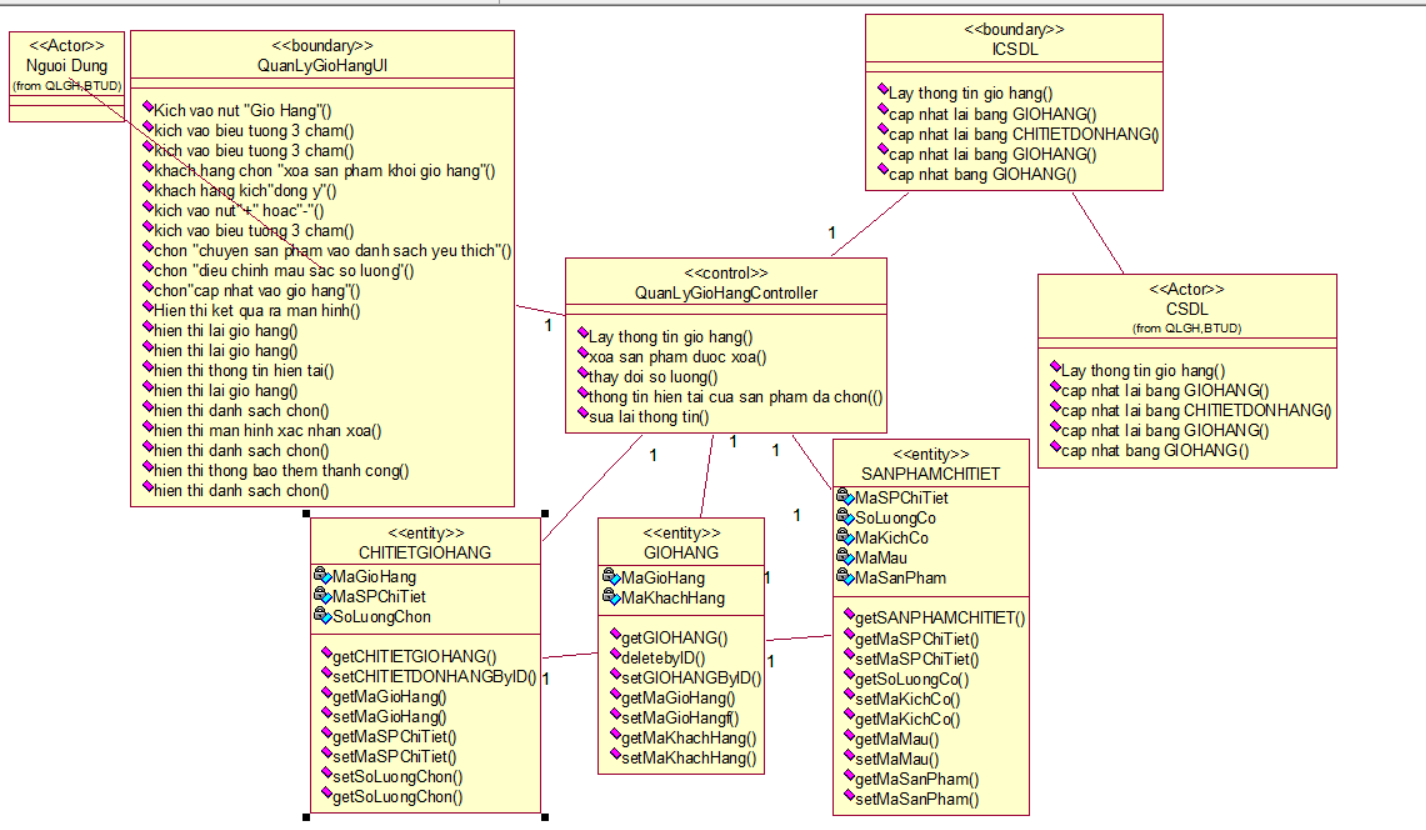 <<Actor>>
Nguoi Dung
(from QLGH,BTUD)
<<boundary>>
QuanLyGioHangUI
Kich vao nut "Gio Hang"()
kich vao bieu tuong 3 cham()
kich vao bieu tuong 3 cham()
khach hang chon "xoa san pham khoi gio hang"()
khach hang kich"dong y"()
kich vao nut"+" hoac"-"()
kich vao bieu tuong 3 cham()
chon "chuyen san pham vao danh sach yeu thich"()
chon "dieu chinh mau sac so luong"()
chon"cap nhat vao gio hang"()
Hien thi ket qua ra man hinh()
hien thi lai gio hang()
hien thi lai gio hang()
hien thi thong tin hien tai()
hien thi lai gio hang()
hien thi danh sach chon()
hien thi man hinh xac nhan xoa()
hien thi danh sach chon()
hien thi thong bao them thanh cong()
hien thi danh sach chon()
<<boundary>>
ICSDL
Lay thong tin gio hang()
cap nhat lai bang GIOHANG()
cap nhat lai bang CHITIETDONHANG()
cap nhat lai bang GIOHANG()
cap nhat bang GIOHANG()
1
1
<<control>>
QuanLyGioHangController
Lay thong tin gio hang()
xoa san pham duoc xoa()
thay doi so luong()
thong tin hien tai cua san pham da chon(()
sua lai thong tin()
<<Actor>>
CSDL
(from QLGH,BTUD)
Lay thong tin gio hang()
cap nhat lai bang GIOHANG()
cap nhat lai bang CHITIETDONHANG()
cap nhat lai bang GIOHANG()
cap nhat bang GIOHANG()
1
1
1
1
<<entity>>
CHITIETGIOHANG
MaGioHang
MaSPChiTiet
SoLuongChon
getCHITIETGIOHANG()
setCHITIETDONHANGByID()
getMaGioHang()
setMaGioHang()
getMaSPChiTiet()
setMaSPChiTiet()
setSoLuongChon()
getSoLuongChon()
1
<<entity>>
GIOHANG
MaGioHang
MaKhachHang
getGIOHANG()
deletebyID()
setGIOHANGByID()
getMaGioHang()
setMaGioHangf()
getMaKhachHang()
setMaKhachHang()
1
1
<<entity>>
SANPHAMCHITIET
MaSPChiTiet
SoLuongCo
MaKichCo
MaMau
MaSanPham
getSANPHAMCHITIET()
getMaSPChiTiet()
setMaSPChiTiet()
getSoLuongCo()
setMaKichCo()
getMaKichCo()
getMaMau()
setMaMau()
getMaSanPham()
setMaSanPham()